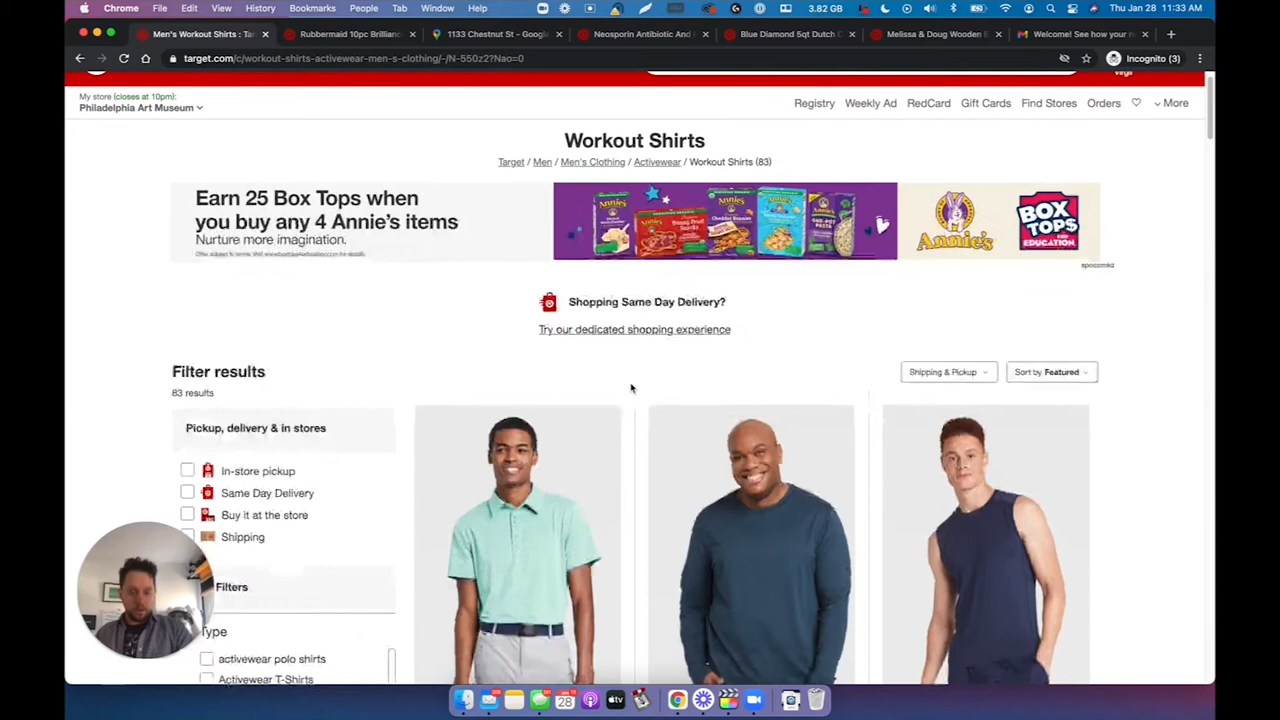 Chrome File Edit View History Bookmarks People Tab Window Help 3.82 GB Thu Jan 28 11:33 AM
Men's Workout Shirts : Tar Rubbermaid 10pc Brillianc 1133 Chestnut St - Google Neosporin Antibiotic And Blue Diamond 5qt Dutch Melissa & Doug Wooden Welcome! See how your n
target.com/c/workout-shirts-activewear-men-s-clothing/-/N-550z2?Nao=0 Incognito (3)
My store (closes at 10pm):
Philadelphia Art Museum
Registry Weekly Ad RedCard Gift Cards Find Stores Orders More
Workout Shirts
Target / Men / Men's Clothing / Activewear / Workout Shirts (83)
Earn 25 Box Tops when
you buy any 4 Annie's items
Nurture more imagination.
Annie's
BOX TOPS FOR EDUCATION
sponsored
Shopping Same Day Delivery?
Try our dedicated shopping experience
Filter results
Shipping & Pickup
Sort by Featured
83 results
Pickup, delivery & in stores
In-store pickup
Same Day Delivery
Buy it at the store
Shipping
Filters
Type
activewear polo shirts
Activewear T-Shirts